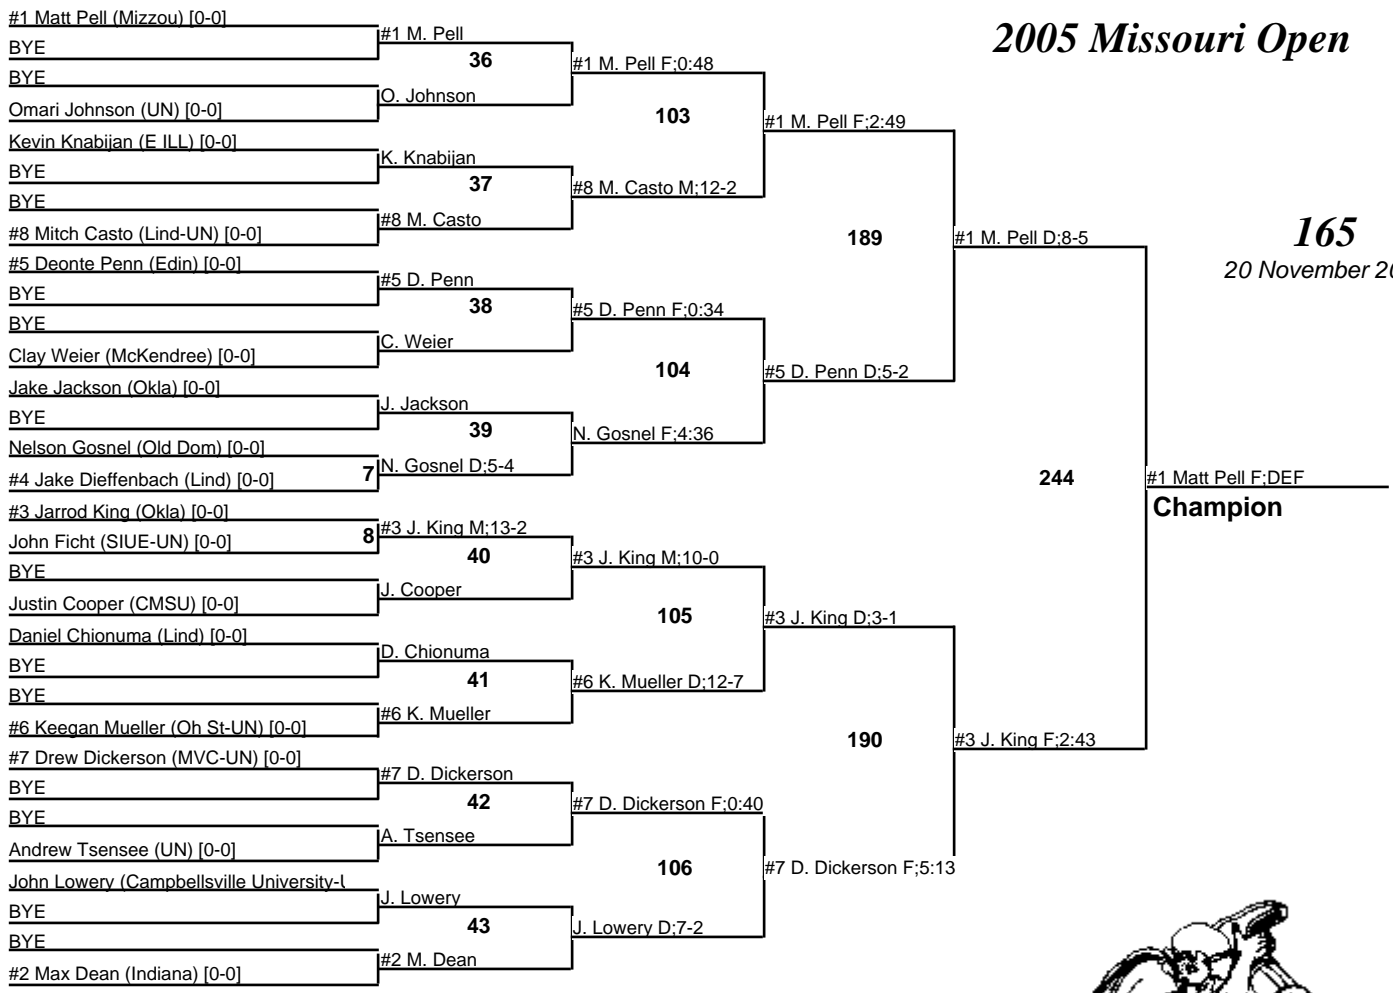 2005 Missouri Open
165
20 November 20
#1 Matt Pell (Mizzou) [0-0]
BYE
BYE
Omari Johnson (UN) [0-0]
Kevin Knabijan (E ILL) [0-0]
BYE
BYE
#8 Mitch Casto (Lind-UN) [0-0]
#5 Deonte Penn (Edin) [0-0]
BYE
BYE
Clay Weier (McKendree) [0-0]
Jake Jackson (Okla) [0-0]
BYE
Nelson Gosnel (Old Dom) [0-0]
#4 Jake Dieffenbach (Lind) [0-0]
7
#3 Jarrod King (Okla) [0-0]
John Ficht (SIUE-UN) [0-0]
8
BYE
Justin Cooper (CMSU) [0-0]
Daniel Chionuma (Lind) [0-0]
BYE
BYE
#6 Keegan Mueller (Oh St-UN) [0-0]
#7 Drew Dickerson (MVC-UN) [0-0]
BYE
BYE
Andrew Tsensee (UN) [0-0]
John Lowery (Campbellsville University-
BYE
BYE
#2 Max Dean (Indiana) [0-0]
#1 M. Pell
36
O. Johnson
K. Knabijan
37
#8 M. Casto
#5 D. Penn
38
C. Weier
J. Jackson
39
N. Gosnel D;5-4
#3 J. King M;13-2
40
J. Cooper
D. Chionuma
41
#6 K. Mueller
#7 D. Dickerson
42
A. Tsensee
J. Lowery
43
#2 M. Dean
#1 M. Pell F;0:48
103
#8 M. Casto M;12-2
#5 D. Penn F;0:34
104
N. Gosnel F;4:36
#3 J. King M;10-0
105
#6 K. Mueller D;12-7
#7 D. Dickerson F;0:40
106
J. Lowery D;7-2
#1 M. Pell F;2:49
189
#5 D. Penn D;5-2
#3 J. King D;3-1
190
#7 D. Dickerson F;5:13
#1 M. Pell D;8-5
244
#3 J. King F;2:43
#1 Matt Pell F;DEF
Champion